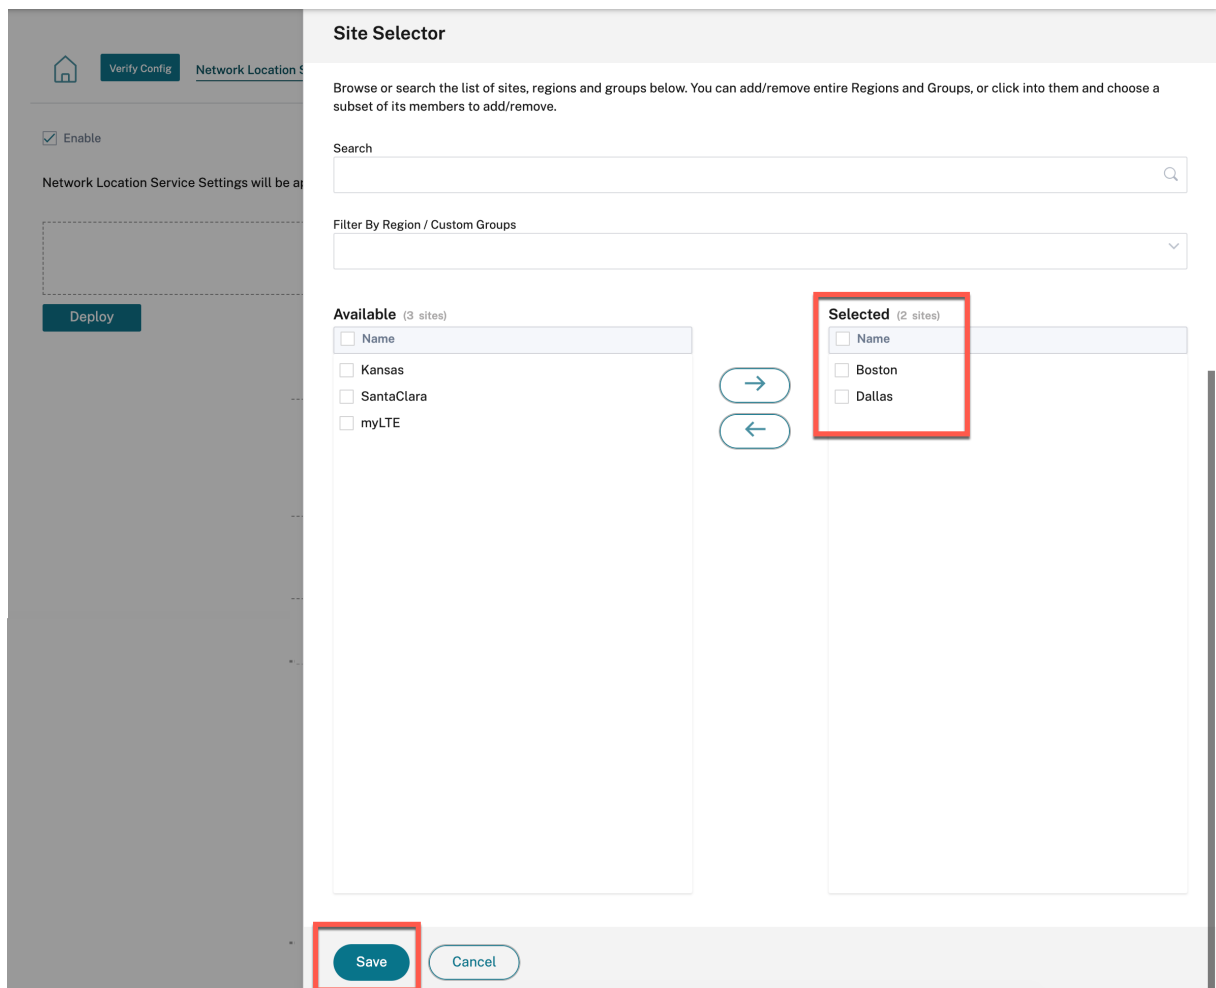 Site Selector
Verify Config
Network Location
Browse or search the list of sites, regions and groups below. You can add/remove entire Regions and Groups, or click into them and choose a
subset of its members to add/remove.
Enable
Search
Network Location Service Settings will be
Filter By Region / Custom Groups
Deploy
Available (3 sites)
Name
Kansas
SantaClara
myLTE
Selected (2 sites)
Name
Boston
Dallas
Save
Cancel